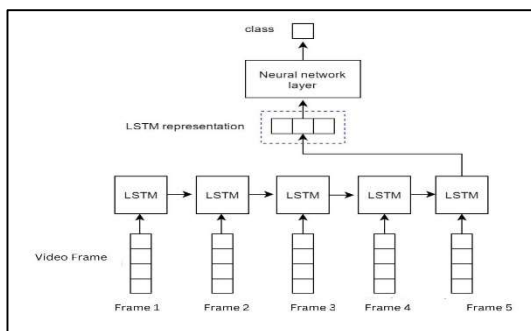 class
Neural network
layer
LSTM representation
LSTM LSTM LSTM LSTM LSTM
Video Frame
Frame 1 Frame 2 Frame 3 Frame 4 Frame 5